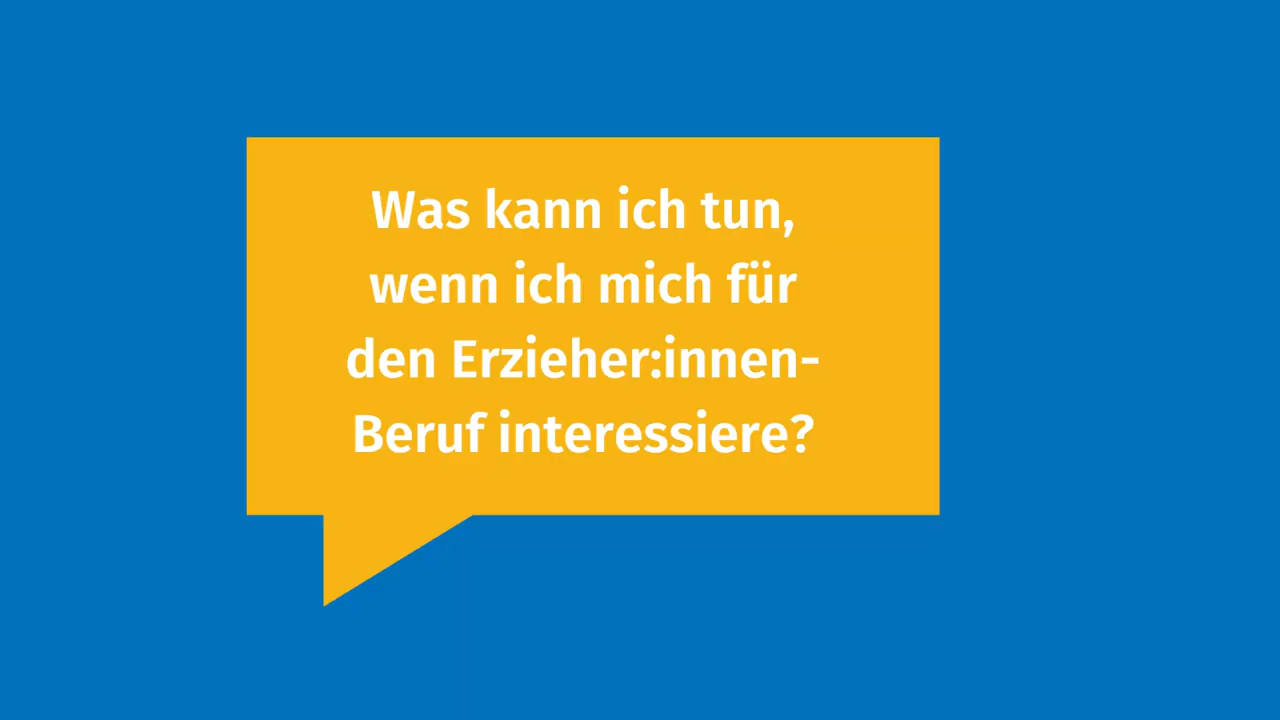 Was kann ich tun,
wenn ich mich für
den Erzieher:innen-
Beruf interessiere?